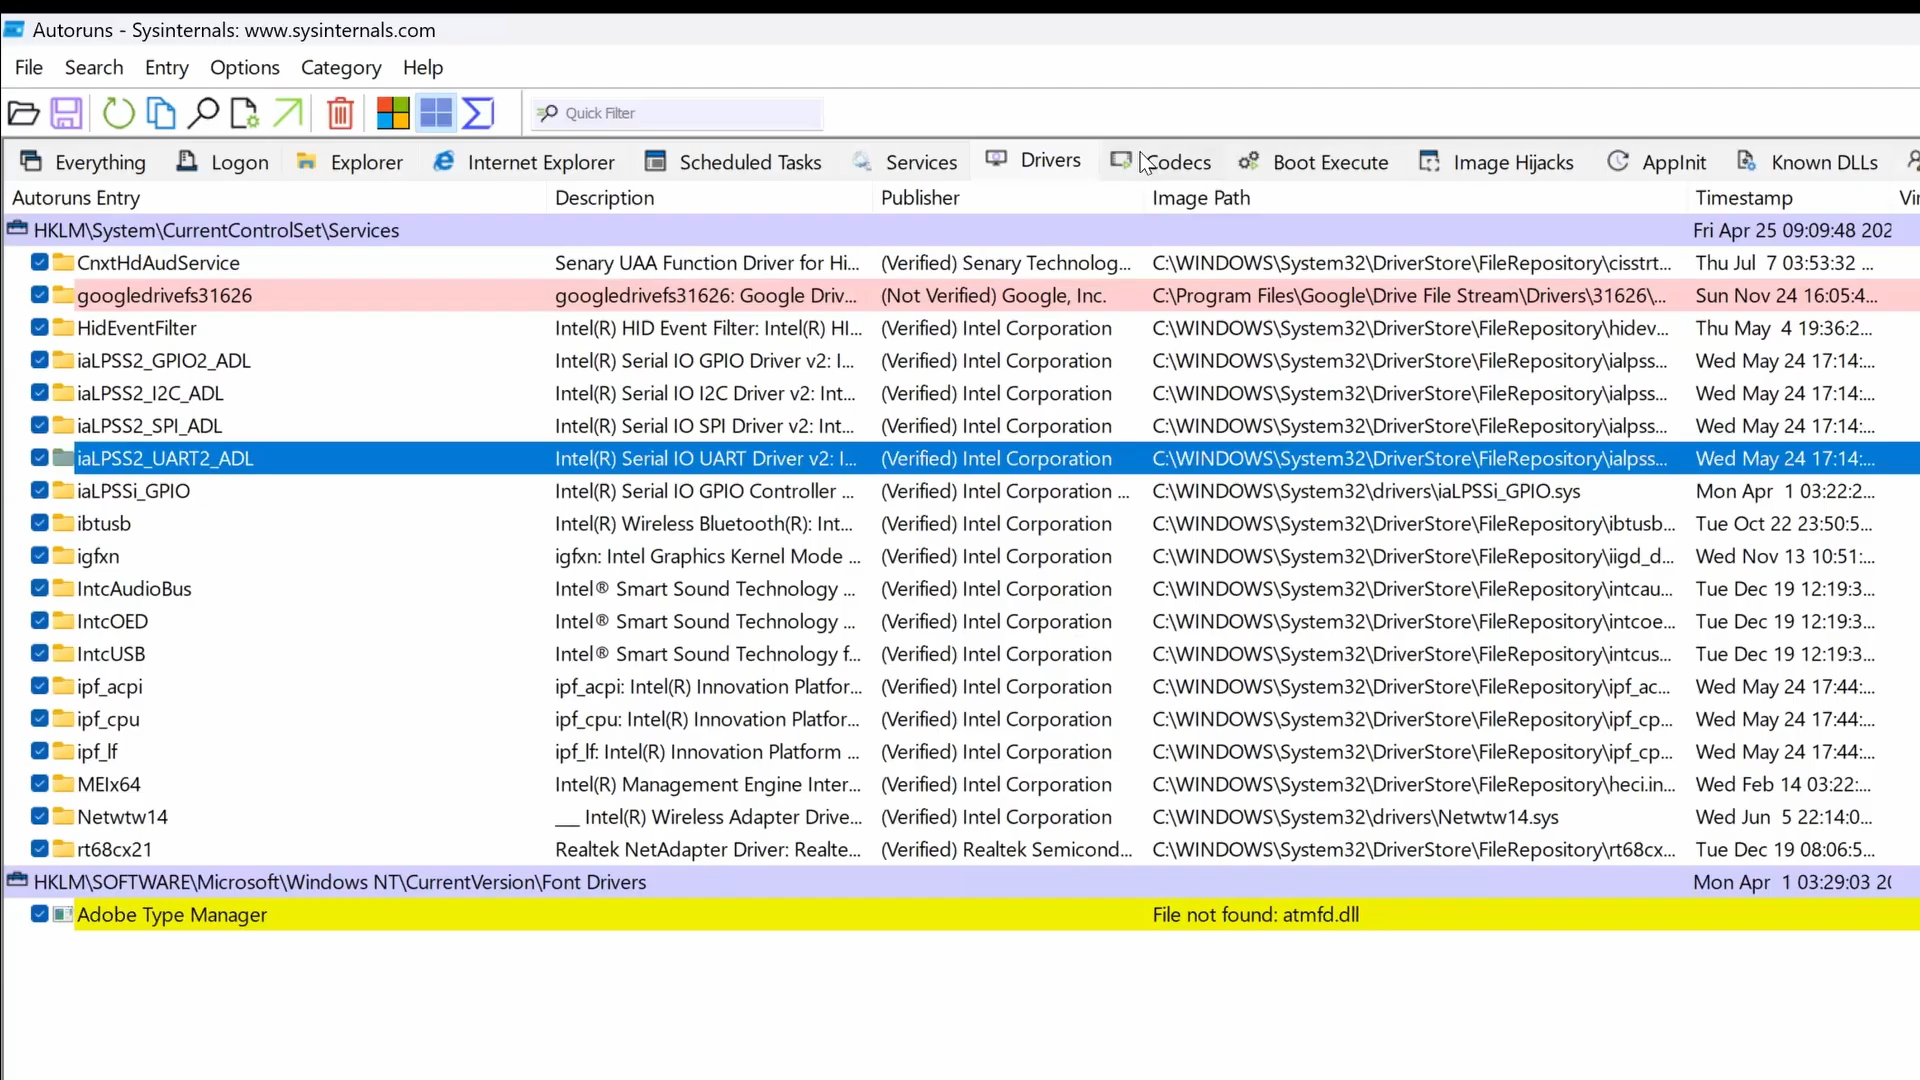 Autoruns - Sysinternals: www.sysinternals.com
File Search Entry Options Category Help
Quick Filter
Everything Logon Explorer Internet Explorer Scheduled Tasks Services Drivers Codecs Boot Execute Image Hijacks AppInit Known DLLs
Autoruns Entry Description Publisher Image Path Timestamp Vir
HKLM\System\CurrentControlSet\Services Fri Apr 25 09:09:48 202
CnxtHdAudService Senary UAA Function Driver for Hi... (Verified) Senary Technolog... C:\WINDOWS\System32\DriverStore\FileRepository\cisstrt... Thu Jul 7 03:53:32 ...
googledrivefs31626 googledrivefs31626: Google Driv... (Not Verified) Google, Inc. C:\Program Files\Google\Drive File Stream\Drivers\31626\... Sun Nov 24 16:05:4...
HidEventFilter Intel(R) HID Event Filter: Intel(R) HI... (Verified) Intel Corporation C:\WINDOWS\System32\DriverStore\FileRepository\hidev... Thu May 4 19:36:2...
iaLPSS2_GPIO2_ADL Intel(R) Serial IO GPIO Driver v2: I... (Verified) Intel Corporation C:\WINDOWS\System32\DriverStore\FileRepository\ialpss... Wed May 24 17:14:...
iaLPSS2_I2C_ADL Intel(R) Serial IO I2C Driver v2: Int... (Verified) Intel Corporation C:\WINDOWS\System32\DriverStore\FileRepository\ialpss... Wed May 24 17:14:...
iaLPSS2_SPI_ADL Intel(R) Serial IO SPI Driver v2: Int... (Verified) Intel Corporation C:\WINDOWS\System32\DriverStore\FileRepository\ialpss... Wed May 24 17:14:...
iaLPSS2_UART2_ADL Intel(R) Serial IO UART Driver v2: I... (Verified) Intel Corporation C:\WINDOWS\System32\DriverStore\FileRepository\ialpss... Wed May 24 17:14:...
iaLPSSi_GPIO Intel(R) Serial IO GPIO Controller ... (Verified) Intel Corporation ... C:\WINDOWS\System32\drivers\iaLPSSi_GPIO.sys Mon Apr 1 03:22:2...
ibtusb Intel(R) Wireless Bluetooth(R): Int... (Verified) Intel Corporation C:\WINDOWS\System32\DriverStore\FileRepository\ibtusb... Tue Oct 22 23:50:5...
igfxn igfxn: Intel Graphics Kernel Mode ... (Verified) Intel Corporation C:\WINDOWS\System32\DriverStore\FileRepository\iigd_d... Wed Nov 13 10:51:...
IntcAudioBus Intel® Smart Sound Technology ... (Verified) Intel Corporation C:\WINDOWS\System32\DriverStore\FileRepository\intcau... Tue Dec 19 12:19:3...
IntcOED Intel® Smart Sound Technology ... (Verified) Intel Corporation C:\WINDOWS\System32\DriverStore\FileRepository\intcoe... Tue Dec 19 12:19:3...
IntcUSB Intel® Smart Sound Technology f... (Verified) Intel Corporation C:\WINDOWS\System32\DriverStore\FileRepository\intcus... Tue Dec 19 12:19:3...
ipf_acpi ipf_acpi: Intel(R) Innovation Platfor... (Verified) Intel Corporation C:\WINDOWS\System32\DriverStore\FileRepository\ipf_ac... Wed May 24 17:44:...
ipf_cpu ipf_cpu: Intel(R) Innovation Platfor... (Verified) Intel Corporation C:\WINDOWS\System32\DriverStore\FileRepository\ipf_cp... Wed May 24 17:44:...
ipf_lf ipf_lf: Intel(R) Innovation Platform ... (Verified) Intel Corporation C:\WINDOWS\System32\DriverStore\FileRepository\ipf_cp... Wed May 24 17:44:...
MEIx64 Intel(R) Management Engine Inter... (Verified) Intel Corporation C:\WINDOWS\System32\DriverStore\FileRepository\heci.in... Wed Feb 14 03:22:...
Netwtw14 ___ Intel(R) Wireless Adapter Drive... (Verified) Intel Corporation C:\WINDOWS\System32\drivers\Netwtw14.sys Wed Jun 5 22:14:0...
rt68cx21 Realtek NetAdapter Driver: Realte... (Verified) Realtek Semicond... C:\WINDOWS\System32\DriverStore\FileRepository\rt68cx... Tue Dec 19 08:06:5...
HKLM\SOFTWARE\Microsoft\Windows NT\CurrentVersion\Font Drivers Mon Apr 1 03:29:03 20
Adobe Type Manager File not found: atmfd.dll